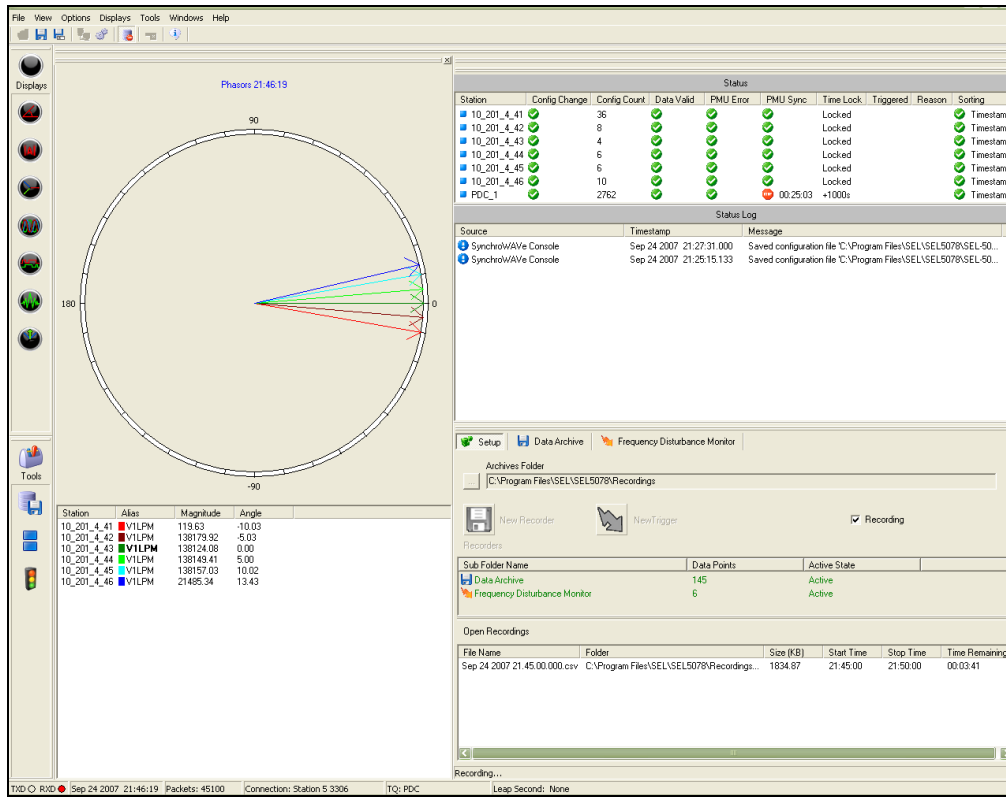 File View Options Displays Tools Windows Help
Displays
Tools
Phasors 21:46:19
90
180
0
-90
Station Alias Magnitude Angle
10_201_4_41 V1LPM 119.63 -10.03
10_201_4_42 V1LPM 138179.92 -5.03
10_201_4_43 V1LPM 138124.08 0.00
10_201_4_44 V1LPM 138149.41 5.00
10_201_4_45 V1LPM 138157.03 10.02
10_201_4_46 V1LPM 21485.34 13.43
Status
Station Config Change Config Count Data Valid PMU Error PMU Sync Time Lock Triggered Reason Sorting
10_201_4_41 36 Locked Timestam
10_201_4_42 8 Locked Timestam
10_201_4_43 4 Locked Timestam
10_201_4_44 6 Locked Timestam
10_201_4_45 6 Locked Timestam
10_201_4_46 10 Locked Timestam
PDC_1 2762 00:25:03 +1000s Timestam
Status Log
Source Timestamp Message
SynchroWAVe Console Sep 24 2007 21:27:31.000 Saved configuration file 'C:\Program Files\SEL\SEL5078\SEL-50...
SynchroWAVe Console Sep 24 2007 21:25:15.133 Saved configuration file 'C:\Program Files\SEL\SEL5078\SEL-50...
Setup Data Archive Frequency Disturbance Monitor
Archives Folder
... C:\Program Files\SEL\SEL5078\Recordings
New Recorder NewTrigger Recording
Recorders
Sub Folder Name Data Points Active State
Data Archive 145 Active
Frequency Disturbance Monitor 6 Active
Open Recordings
File Name Folder Size (KB) Start Time Stop Time Time Remaining
Sep 24 2007 21.45.00.000.csv C:\Program Files\SEL\SEL5078\Recordings... 1834.87 21:45:00 21:50:00 00:03:41
Recording...
TXD RXD Sep 24 2007 21:46:19 Packets: 45100 Connection: Station 5 3306 TQ: PDC Leap Second: None